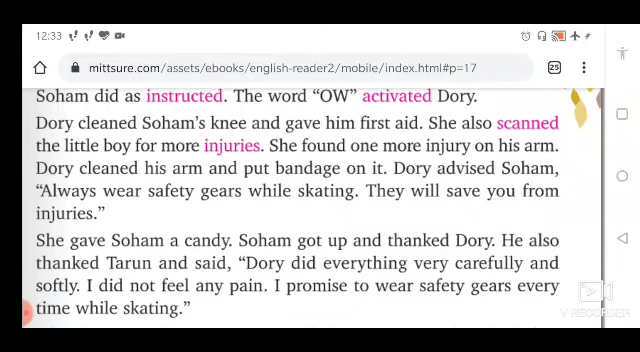 12:33
25
mittsure.com/assets/ebooks/english-reader2/mobile/index.html#p=17
Soham did as instructed. The word “OW” activated Dory.
Dory cleaned Soham’s knee and gave him first aid. She also scanned
the little boy for more injuries. She found one more injury on his arm.
Dory cleaned his arm and put bandage on it. Dory advised Soham,
“Always wear safety gears while skating. They will save you from
injuries.”
She gave Soham a candy. Soham got up and thanked Dory. He also
thanked Tarun and said, “Dory did everything very carefully and
softly. I did not feel any pain. I promise to wear safety gears every
time while skating.”
V RECORDER